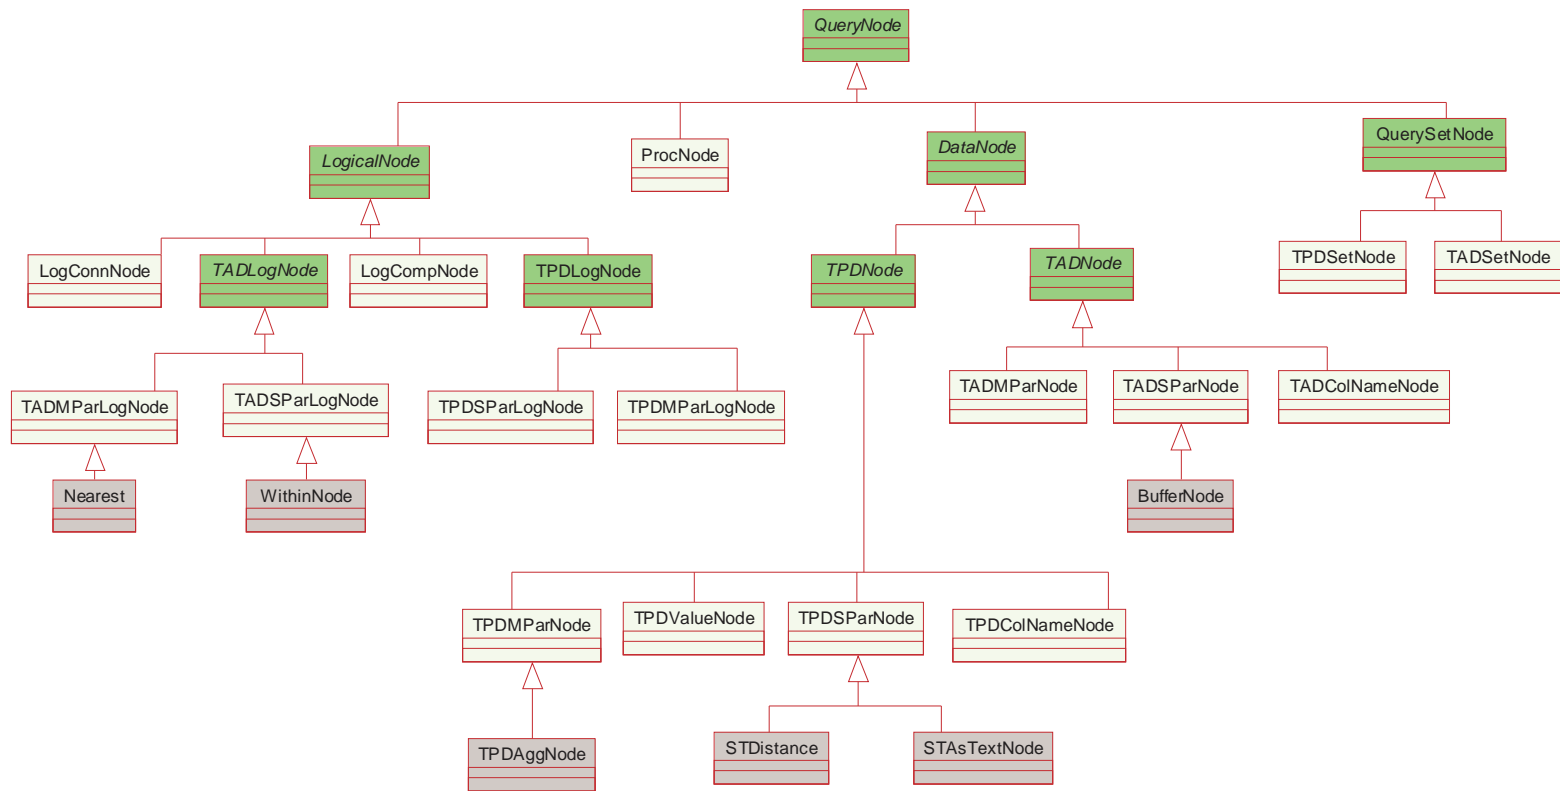 QueryNode
LogicalNode
ProcNode
DataNode
QuerySetNode
LogConnNode
TADLogNode
LogCompNode
TPDLogNode
TPDNode
TADNode
TPDSetNode
TADSetNode
TADMParLogNode
TADSParLogNode
TPDSParLogNode
TPDMParLogNode
TADMParNode
TADSParNode
TADColNameNode
Nearest
WithinNode
BufferNode
TPDMParNode
TPDValueNode
TPDSParNode
TPDColNameNode
TPDAggNode
STDistance
STAsTextNode